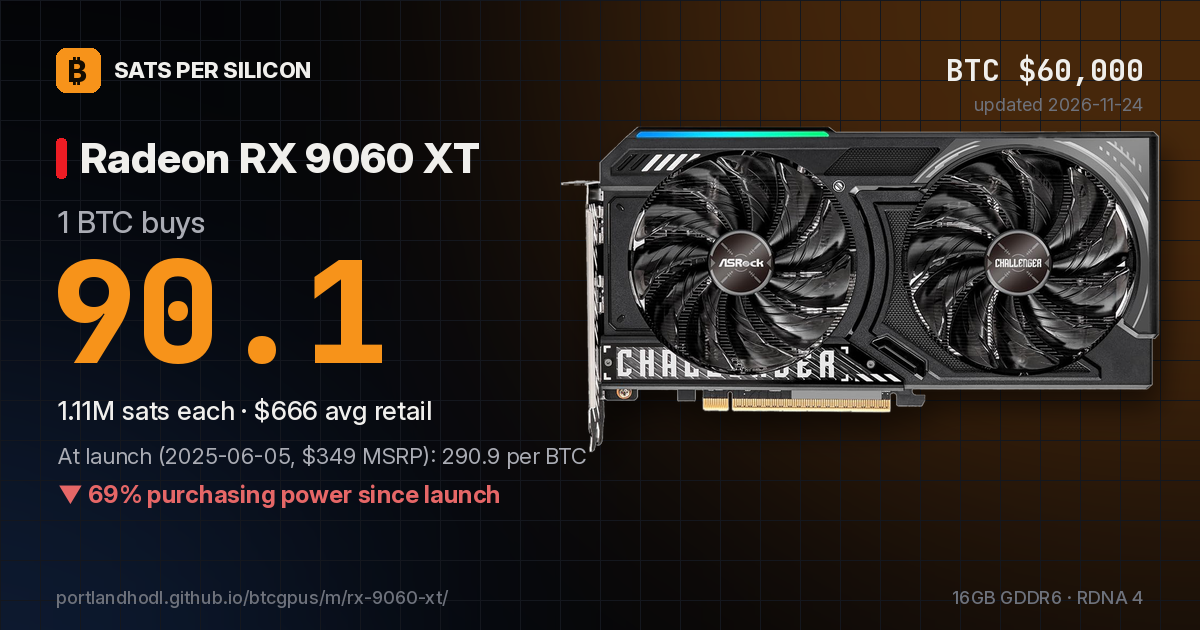 SATS PER SILICON
BTC $60,000
updated 2026-11-24
Radeon RX 9060 XT
1 BTC buys
90.1
1.11M sats each · $666 avg retail
At launch (2025-06-05, $349 MSRP): 290.9 per BTC
▼ 69% purchasing power since launch
ASRock
CHALLENGER
CHALLENGER
portlandhodl.github.io/btcgpus/m/rx-9060-xt/
16GB GDDR6 · RDNA 4